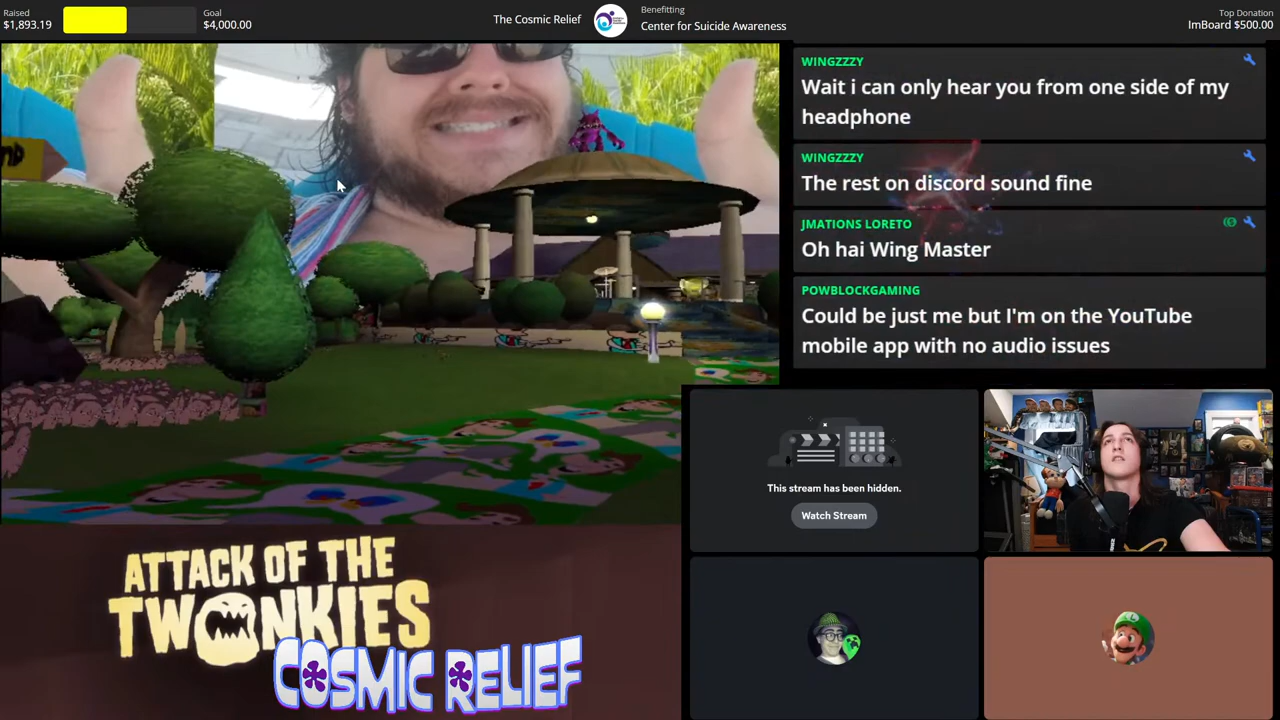 Raised
$1,893.19
Goal
$4,000.00
The Cosmic Relief
Benefitting
Center for Suicide Awareness
Top Donation
ImBoard $500.00
WINGZZZY
Wait i can only hear you from one side of my
headphone
WINGZZZY
The rest on discord sound fine
JMATIONS LORETO
Oh hai Wing Master
POWBLOCKGAMING
Could be just me but I'm on the YouTube
mobile app with no audio issues
This stream has been hidden.
Watch Stream
ATTACK OF THE
TWONKIES
COSMIC RELIEF